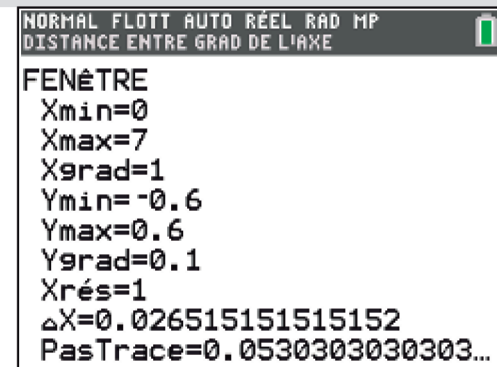 NORMAL FLOTT AUTO RÉEL RAD MP
DISTANCE ENTRE GRAD DE L'AXE
FENÊTRE
Xmin=0
Xmax=7
Xgrad=1
Ymin=-0.6
Ymax=0.6
Ygrad=0.1
Xrés=1
△X=0.026515151515152
PasTrace=0.0530303030303…